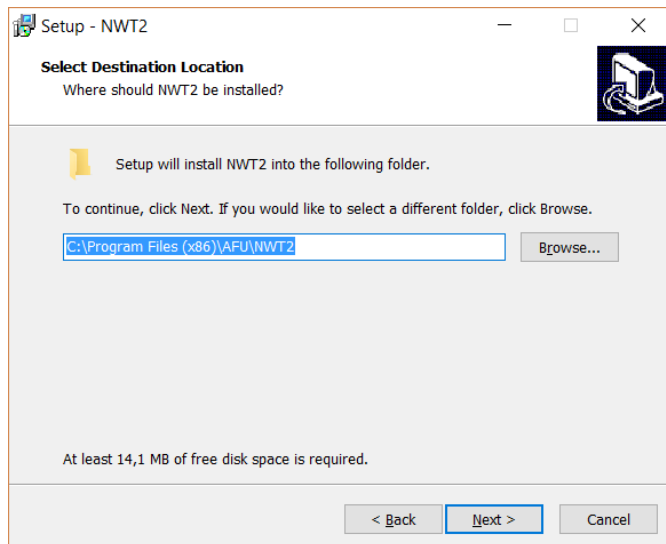 Setup - NWT2
Select Destination Location
Where should NWT2 be installed?
Setup will install NWT2 into the following folder.
To continue, click Next. If you would like to select a different folder, click Browse.
C:\Program Files (x86)\AFU\NWT2
Browse...
At least 14,1 MB of free disk space is required.
< Back
Next >
Cancel